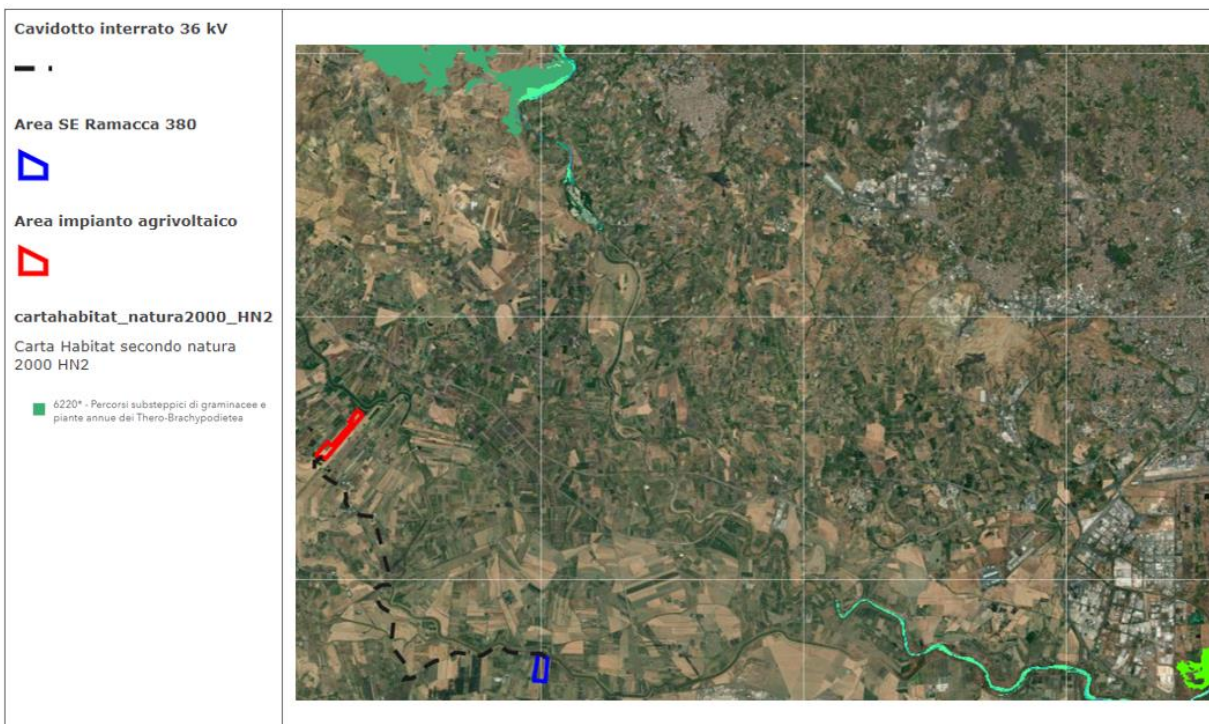 Cavidotto interrato 36 kV
Area SE Ramacca 380
Area impianto agrivoltaico
cartahabitat_natura2000_HN2
Carta Habitat secondo natura
2000 HN2
6220* - Percorsi substeppici di graminacee e
piante annue dei Thero-Brachypodietea